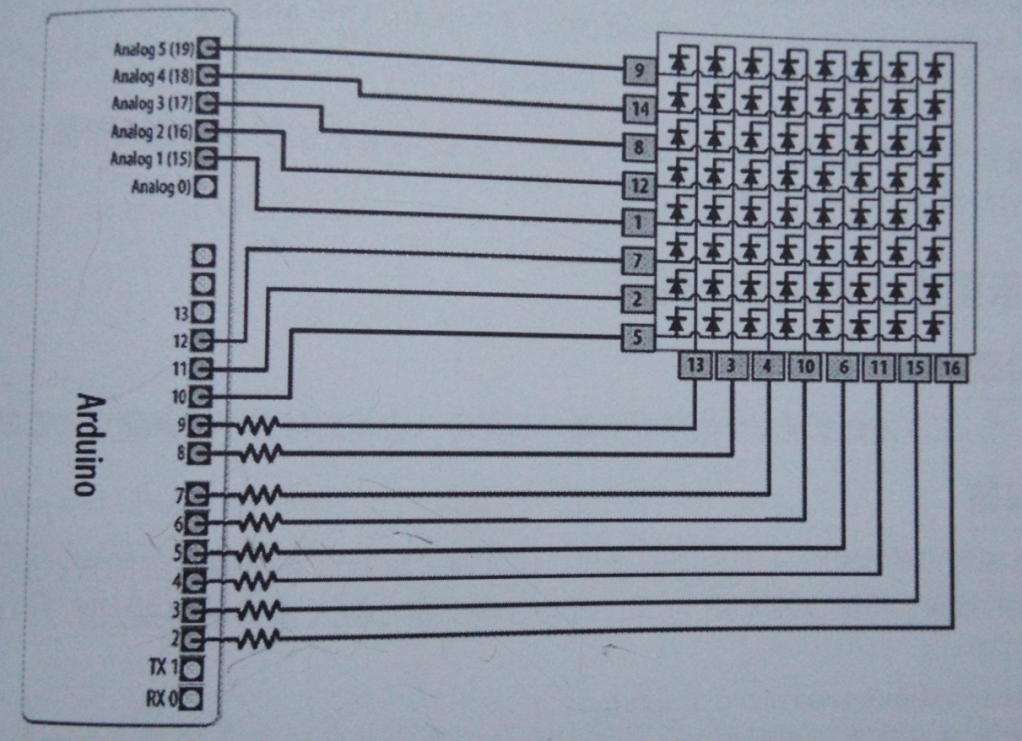 Analog 5 (19)
Analog 4 (18)
Analog 3 (17)
Analog 2 (16)
Analog 1 (15)
Analog 0)
13
12
11
10
9
8
7
6
5
4
3
2
TX 1
RX 0
Arduino
9
14
8
12
1
7
2
5
13 3 4 10 6 11 15 16